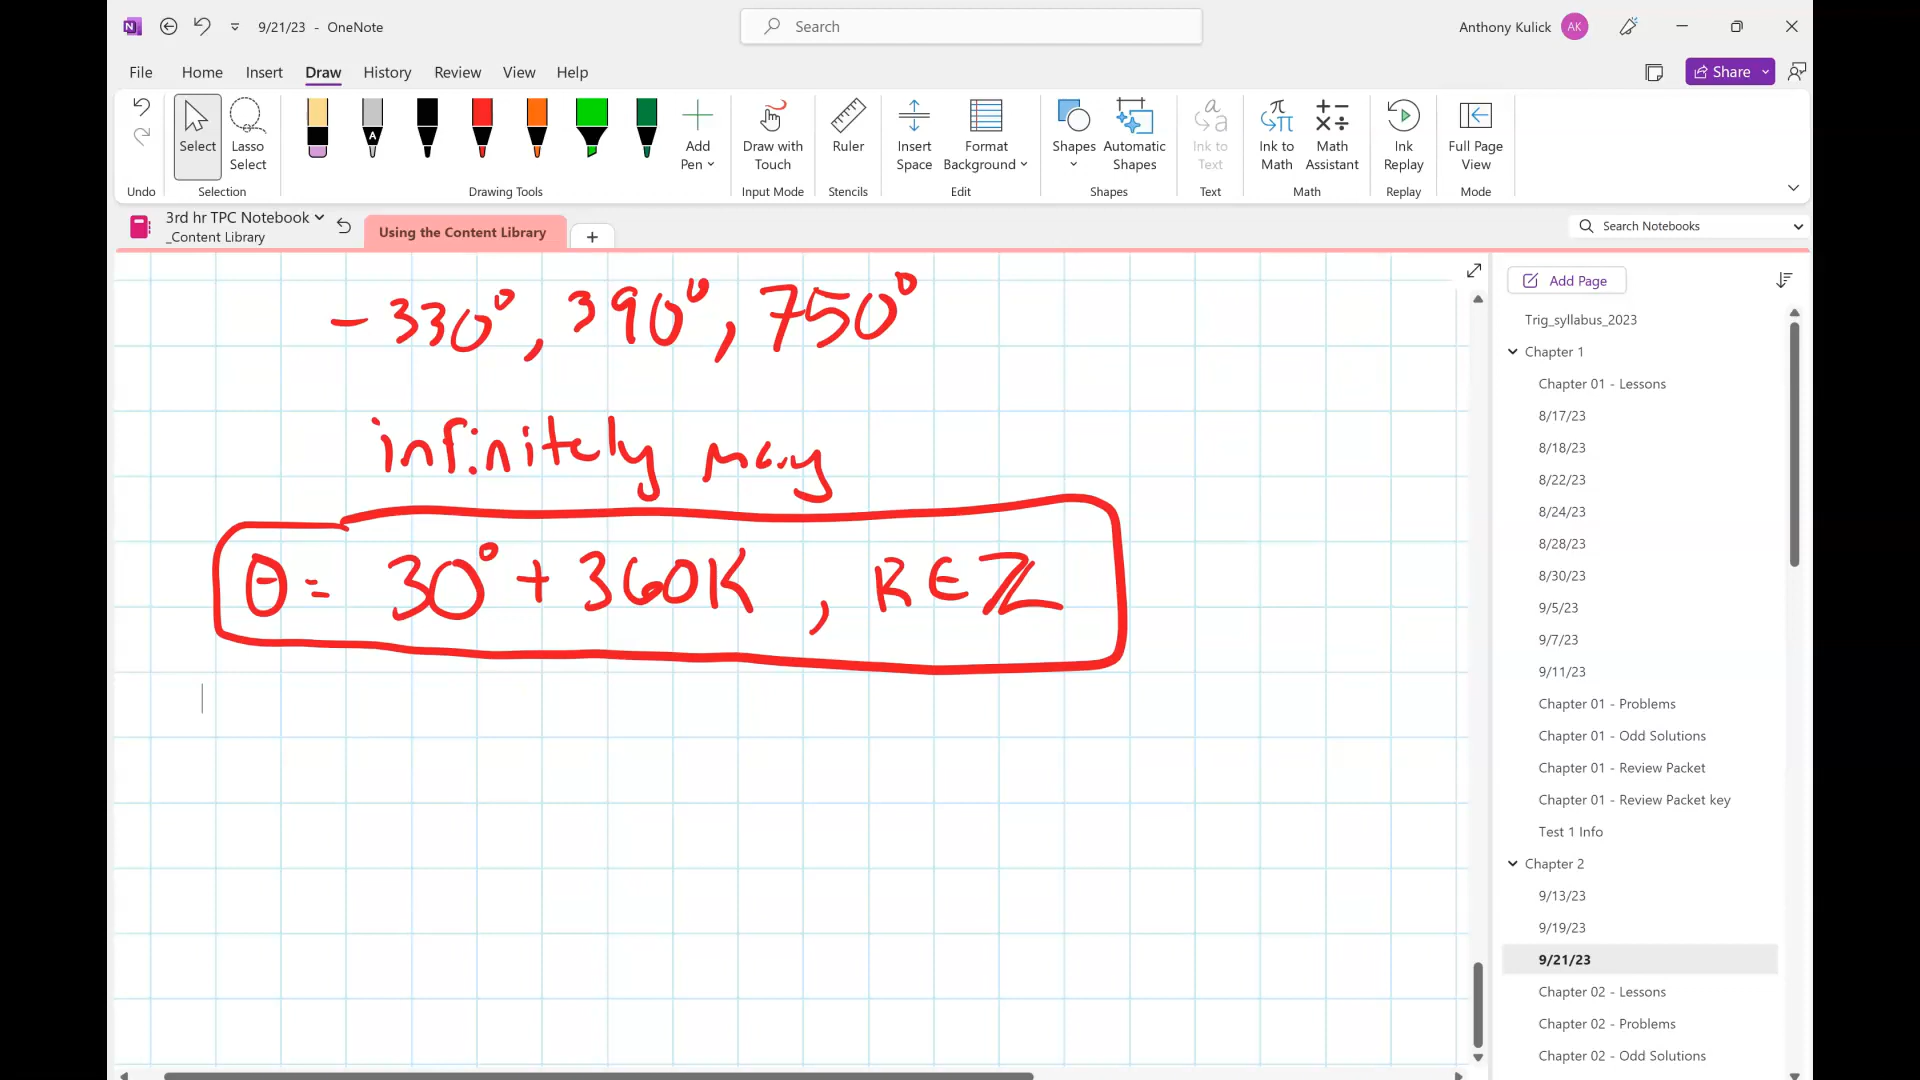 9/21/23 - OneNote
Search
Anthony Kulick AK
File Home Insert Draw History Review View Help
Share
Select
Lasso Select
A
Add Pen
Draw with Touch
Ruler
Insert Space
Format Background
Shapes
Automatic Shapes
Ink to Text
Ink to Math
Math Assistant
Ink Replay
Full Page View
Undo Selection Drawing Tools Input Mode Stencils Edit Shapes Text Math Replay Mode
3rd hr TPC Notebook
_Content Library
Using the Content Library
Search Notebooks
-330°, 390°, 750°
infinitely many
θ = 30° + 360K , K ∈ ℤ
Add Page
Trig_syllabus_2023
Chapter 1
Chapter 01 - Lessons
8/17/23
8/18/23
8/22/23
8/24/23
8/28/23
8/30/23
9/5/23
9/7/23
9/11/23
Chapter 01 - Problems
Chapter 01 - Odd Solutions
Chapter 01 - Review Packet
Chapter 01 - Review Packet key
Test 1 Info
Chapter 2
9/13/23
9/19/23
9/21/23
Chapter 02 - Lessons
Chapter 02 - Problems
Chapter 02 - Odd Solutions